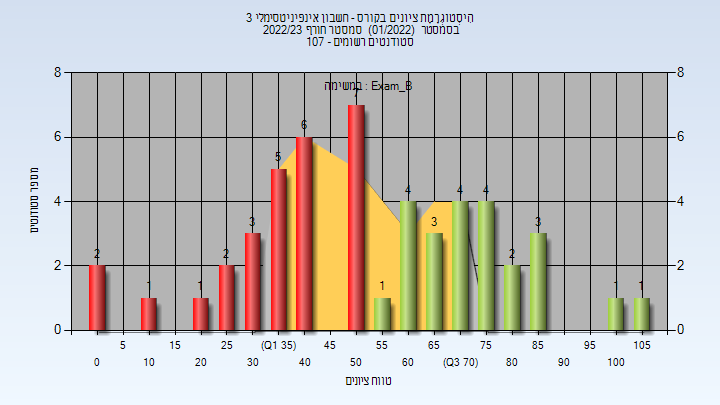 היסטוגרמת ציונים בקורס - חשבון אינפיניטסימלי 3
בסמסטר (01/2022) סמסטר חורף 2022/23
סטודנטים רשומים - 107
במשימה : Exam_B
מספר סטודנטים
8 8
6 6
4 4
2 2
0 0
2 1 1 2 3 5 6 7 1 4 3 4 4 2 3 1 1
5 15 (Q1 35) 45 55 65 75 85 95 105
0 10 20 30 40 50 60 (Q3 70) 80 90 100
25
טווח ציונים